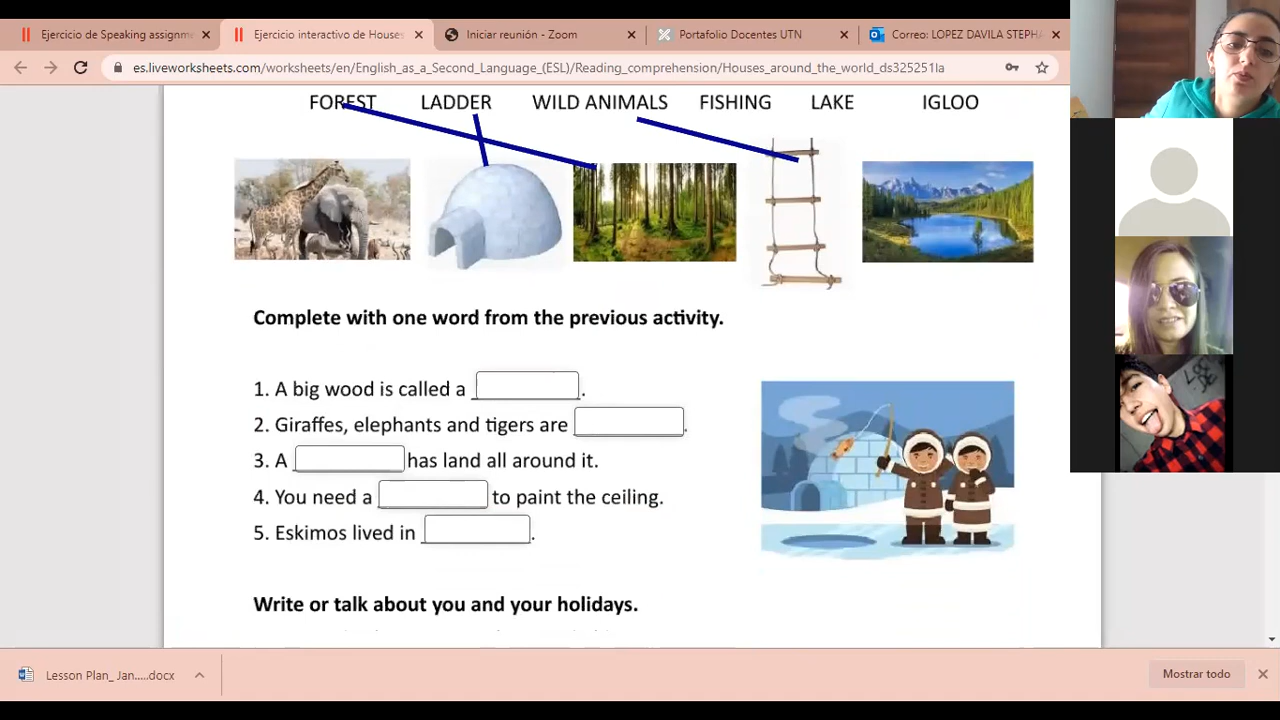 Ejercicio de Speaking assignme
Ejercicio interactivo de Houses
Iniciar reunión - Zoom
Portafolio Docentes UTN
Correo: LOPEZ DAVILA STEPHA
es.liveworksheets.com/worksheets/en/English_as_a_Second_Language_(ESL)/Reading_comprehension/Houses_around_the_world_ds325251la
FOREST LADDER WILD ANIMALS FISHING LAKE IGLOO
Complete with one word from the previous activity.
1. A big wood is called a .
2. Giraffes, elephants and tigers are .
3. A has land all around it.
4. You need a to paint the ceiling.
5. Eskimos lived in .
Write or talk about you and your holidays.
Lesson Plan_ Jan.....docx
Mostrar todo